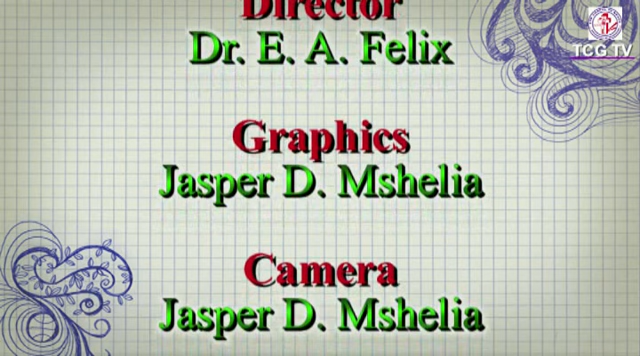 Director
Dr. E. A. Felix
TCG TV
Graphics
Jasper D. Mshelia
Camera
Jasper D. Mshelia